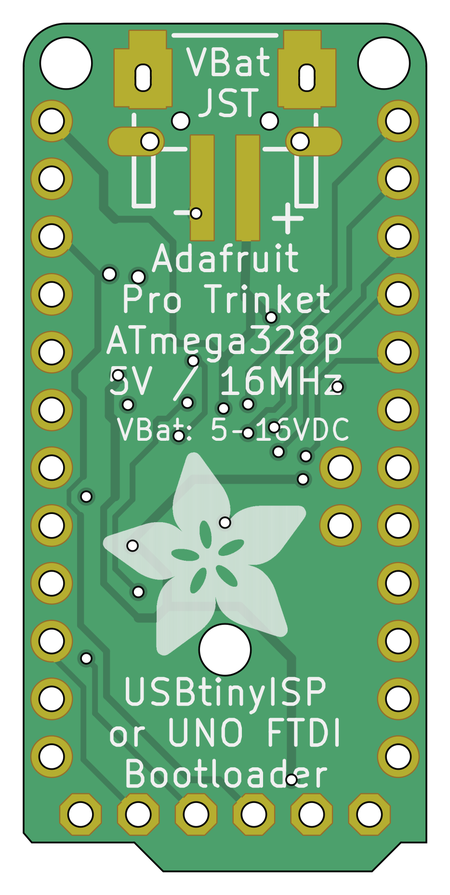 VBat
JST
- +
Adafruit
Pro Trinket
ATmega328p
5V / 16MHz
VBat: 5-16VDC
USBtinyISP
or UNO FTDI
Bootloader